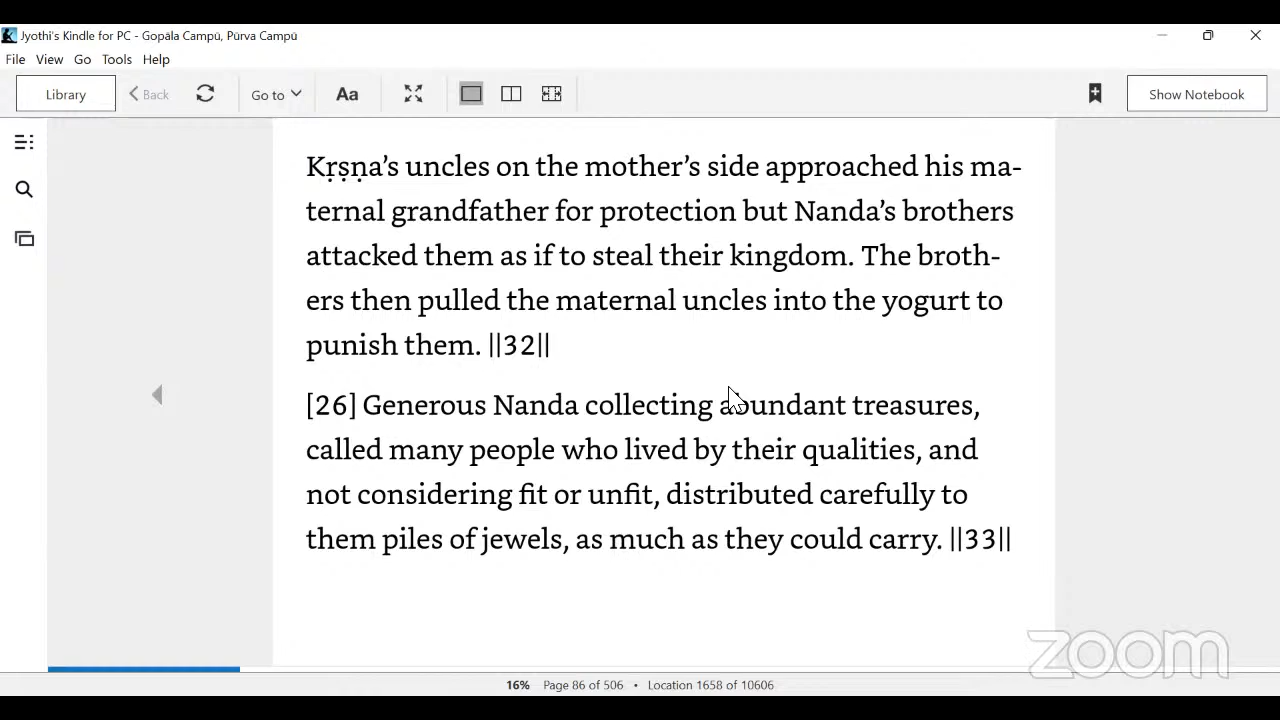 Jyothi's Kindle for PC - Gopāla Campū, Pūrva Campū
File View Go Tools Help
Library Back Go to Aa Show Notebook
Kṛṣṇa’s uncles on the mother’s side approached his ma-
ternal grandfather for protection but Nanda’s brothers
attacked them as if to steal their kingdom. The broth-
ers then pulled the maternal uncles into the yogurt to
punish them. ||32||
[26] Generous Nanda collecting abundant treasures,
called many people who lived by their qualities, and
not considering fit or unfit, distributed carefully to
them piles of jewels, as much as they could carry. ||33||
zoom
16% Page 86 of 506 • Location 1658 of 10606